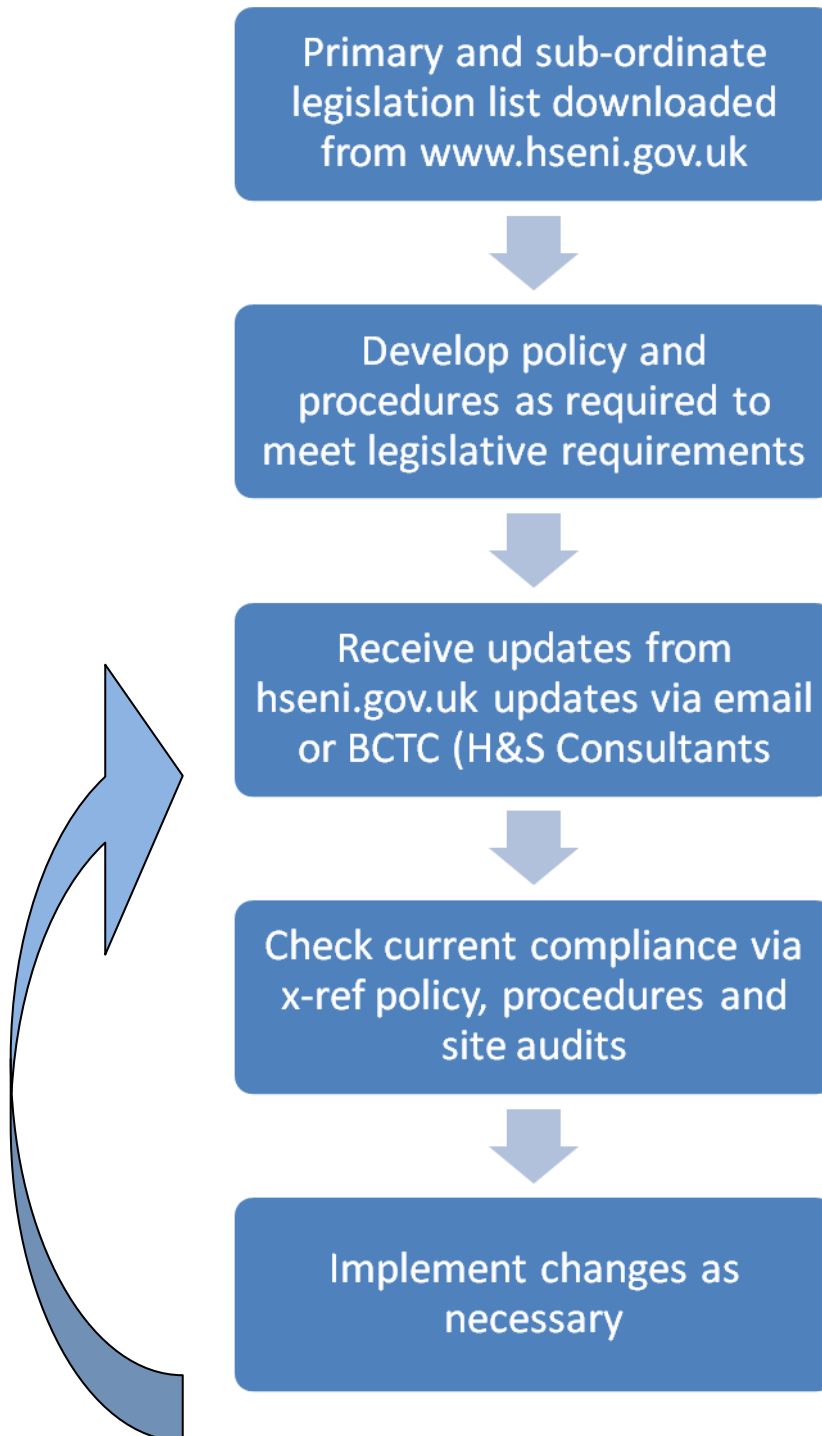 Primary and sub-ordinate
legislation list downloaded
from www.hseni.gov.uk
Develop policy and
procedures as required to
meet legislative requirements
Receive updates from
hseni.gov.uk updates via email
or BCTC (H&S Consultants
Check current compliance via
x-ref policy, procedures and
site audits
Implement changes as
necessary